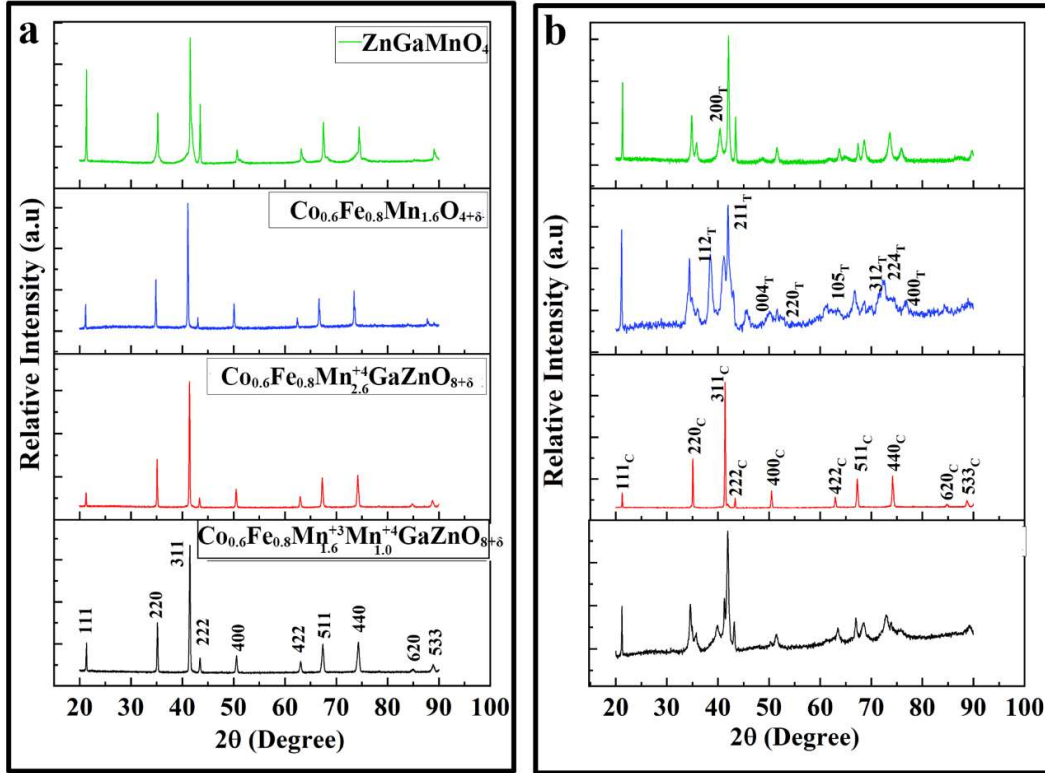 a
ZnGaMnO₄
Co₀.₆Fe₀.₈Mn₁.₆O₄₊δ
Co₀.₆Fe₀.₈Mn⁺⁴₂.₆GaZnO₈₊δ
Co₀.₆Fe₀.₈Mn⁺³₁.₆Mn⁺⁴₁.₀GaZnO₈₊δ
111
220
311
222
400
422
511
440
620
533
10 20 30 40 50 60 70 80 90 100
2θ (Degree)
Relative Intensity (a.u)
b
200T
112T
211T
004T
220T
105T
312T
224T
400T
111C
220C
311C
222C
400C
422C
511C
440C
620C
533C
10 20 30 40 50 60 70 80 90 100
2θ (Degree)
Relative Intensity (a.u)